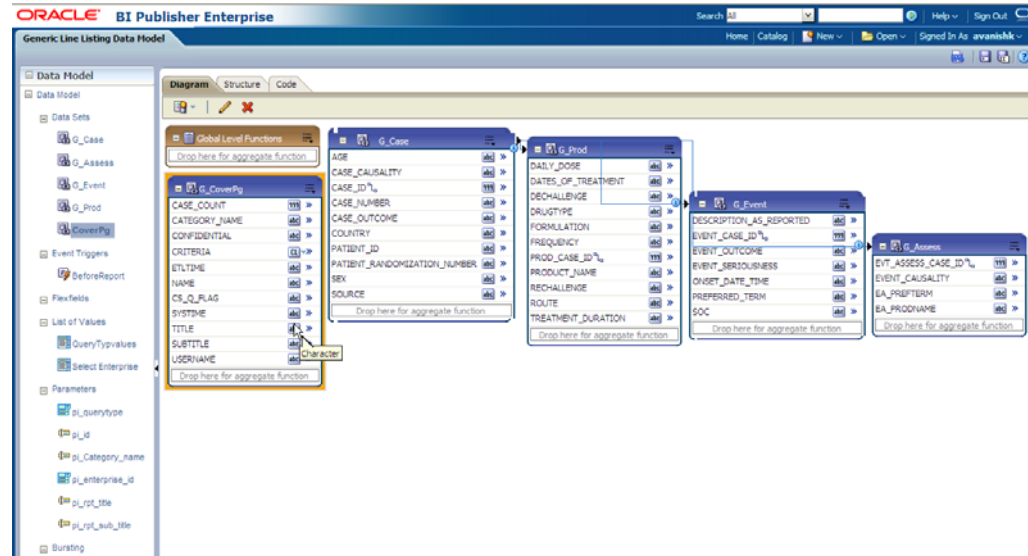 ORACLE BI Publisher Enterprise
Search All
Help
Sign Out
Generic Line Listing Data Model
Home Catalog New Open Signed In As avanishk
Data Model
Data Model
Data Sets
G_Case
G_Assess
G_Event
G_Prod
CoverPg
Event Triggers
BeforeReport
Flexfields
List of Values
QueryTypvalues
Select Enterprise
Parameters
pi_querytype
pi_id
pi_Category_name
pi_enterprise_id
pi_rpt_title
pi_rpt_sub_title
Bursting
Diagram Structure Code
Global Level Functions
Drop here for aggregate function
G_CoverPg
CASE_COUNT
CATEGORY_NAME
CONFIDENTIAL
CRITERIA
ETLTIME
NAME
CS_Q_FLAG
SYSTIME
TITLE
SUBTITLE
USERNAME
Drop here for aggregate function
Character
G_Case
AGE
CASE_CAUSALITY
CASE_ID
CASE_NUMBER
CASE_OUTCOME
COUNTRY
PATIENT_ID
PATIENT_RANDOMIZATION_NUMBER
SEX
SOURCE
Drop here for aggregate function
G_Prod
DAILY_DOSE
DATES_OF_TREATMENT
DECHALLENGE
DRUGTYPE
FORMULATION
FREQUENCY
PROD_CASE_ID
PRODUCT_NAME
RECHALLENGE
ROUTE
TREATMENT_DURATION
Drop here for aggregate function
G_Event
DESCRIPTION_AS_REPORTED
EVENT_CASE_ID
EVENT_OUTCOME
EVENT_SERIOUSNESS
ONSET_DATE_TIME
PREFERRED_TERM
SOC
Drop here for aggregate function
G_Assess
EVT_ASSESS_CASE_ID
EVENT_CAUSALITY
EA_PREFTERM
EA_PRODNAME
Drop here for aggregate function